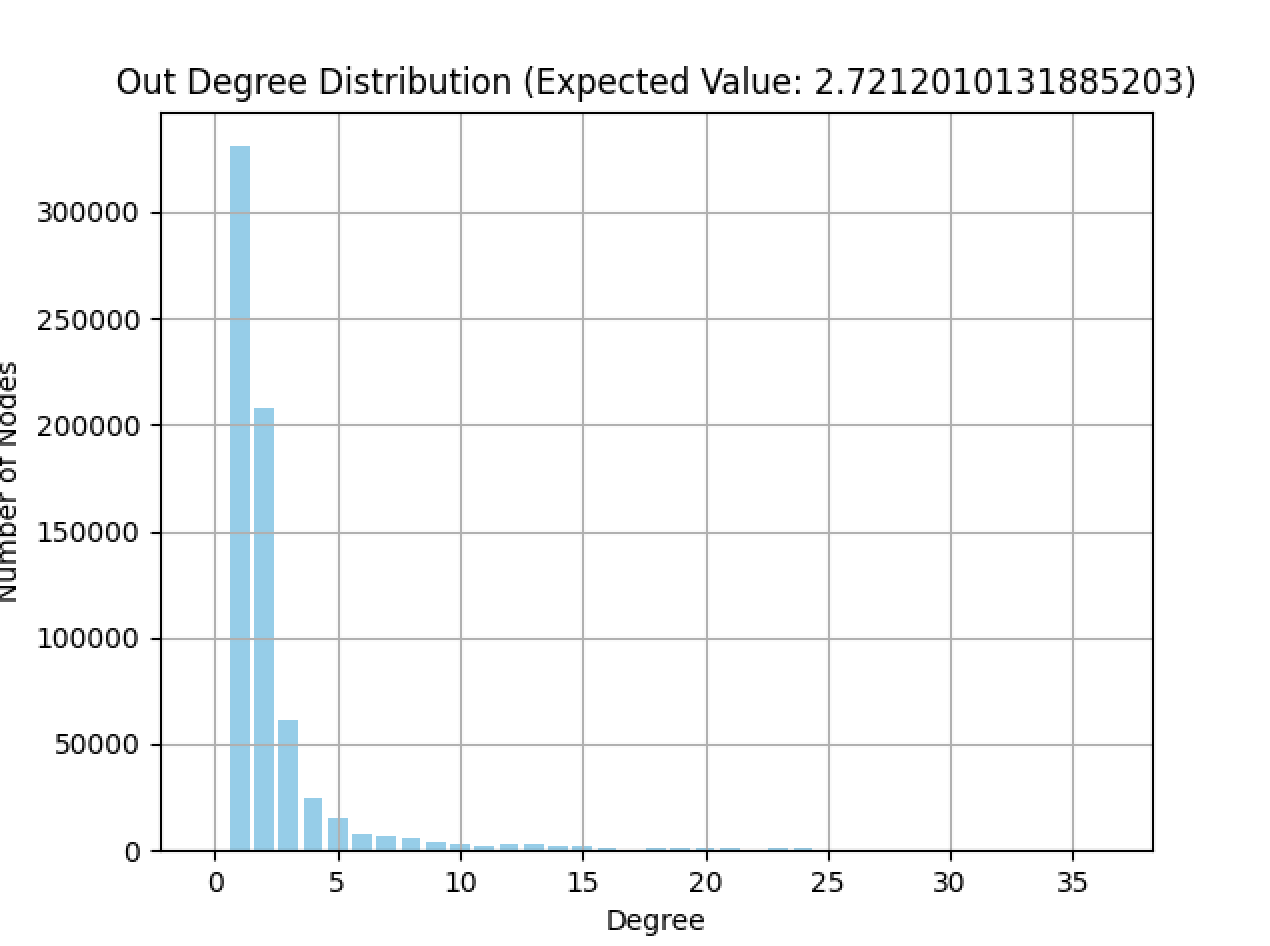 Out Degree Distribution (Expected Value: 2.7212010131885203)
300000
250000
200000
150000
100000
50000
0
Number of Nodes
0 5 10 15 20 25 30 35
Degree